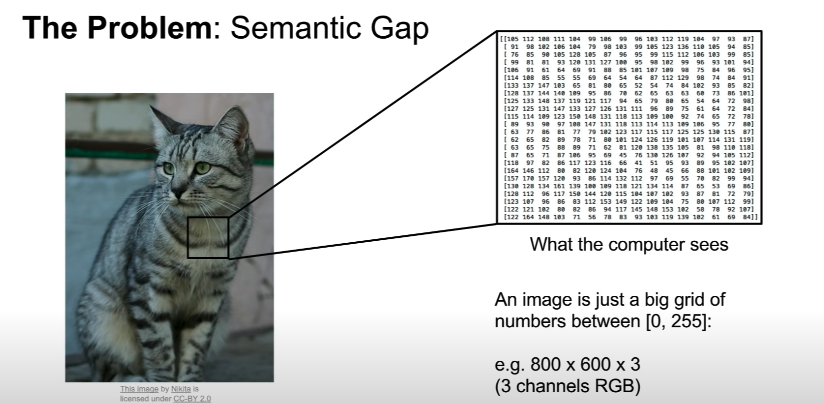 The Problem: Semantic Gap
[[105 112 108 111 104 99 106 99 96 103 112 119 104 97 93 87]
[ 91 98 102 106 104 79 98 103 99 105 123 136 110 105 94 85]
[ 76 85 90 105 128 105 87 96 95 99 115 112 106 103 99 85]
[ 99 81 81 93 120 131 127 100 95 98 102 99 96 93 101 94]
[106 91 61 64 69 91 88 85 101 107 109 98 75 84 96 95]
[114 108 85 55 55 69 64 54 64 87 112 129 98 74 84 91]
[133 137 147 103 65 81 80 65 52 54 74 84 102 93 85 82]
[128 137 144 140 109 95 86 70 62 65 63 63 60 73 86 101]
[125 133 148 137 119 121 117 94 65 79 80 65 54 64 72 98]
[127 125 131 147 133 127 126 131 111 96 89 75 61 64 72 84]
[115 114 109 123 150 148 131 118 113 109 100 92 74 65 72 78]
[ 89 93 90 97 108 147 131 118 113 114 113 109 106 95 77 80]
[ 63 77 86 81 77 79 102 123 117 115 117 125 125 130 115 87]
[ 62 65 82 89 78 71 80 101 124 126 119 101 107 114 131 119]
[ 63 65 75 88 89 71 62 81 120 138 135 105 81 98 110 118]
[ 87 65 71 87 106 95 69 45 76 130 126 107 92 94 105 112]
[118 97 82 86 117 123 116 66 41 51 95 93 89 95 102 107]
[164 146 112 80 82 120 124 104 76 48 45 66 88 101 102 109]
[157 170 157 120 93 86 114 132 112 97 69 55 70 82 99 94]
[130 128 134 161 139 100 109 118 121 134 114 87 65 53 69 86]
[128 112 96 117 150 144 120 115 104 107 102 93 87 81 72 79]
[123 107 96 86 83 112 153 149 122 109 104 75 80 107 112 99]
[122 121 102 80 82 86 94 117 145 148 153 102 58 78 92 107]
[122 164 148 103 71 56 78 83 93 103 119 139 102 61 69 84]]
What the computer sees
An image is just a big grid of
numbers between [0, 255]:
e.g. 800 x 600 x 3
(3 channels RGB)
This image by Nikita is
licensed under CC-BY 2.0